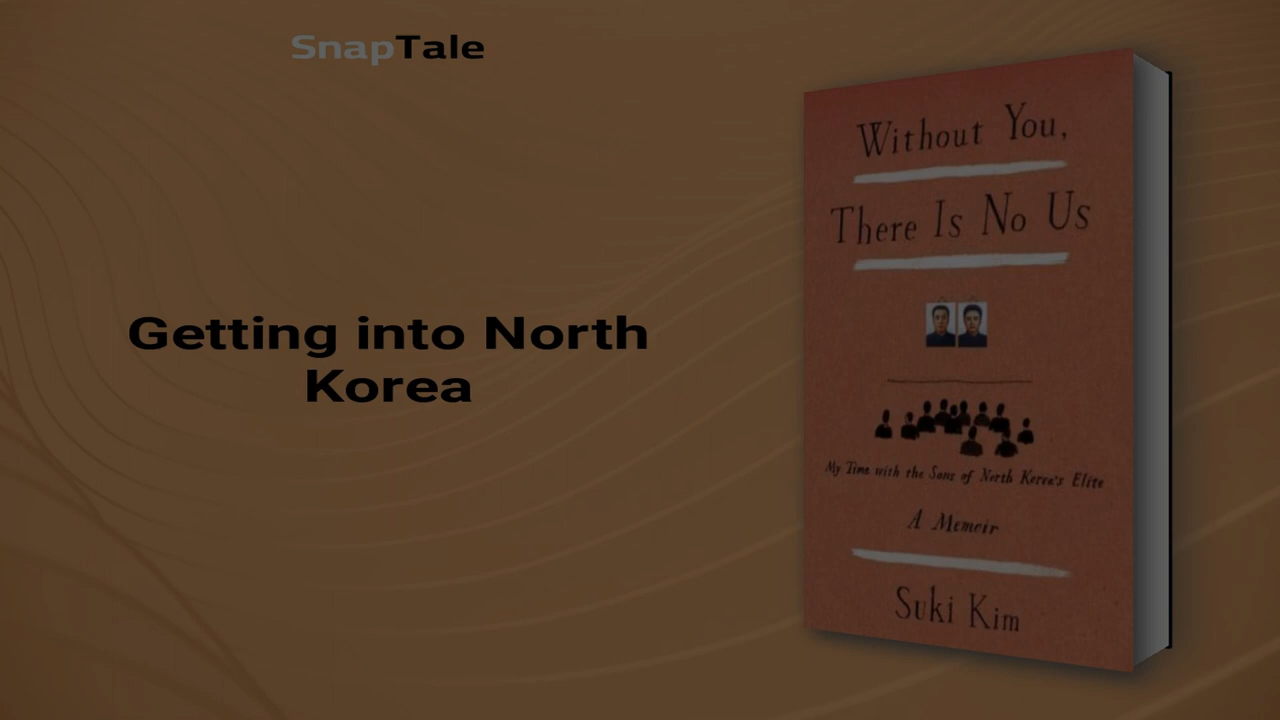 SnapTale
Getting into North
Korea
Without You,
There Is No Us
My Time with the Sons of North Korea's Elite
A Memoir
Suki Kim